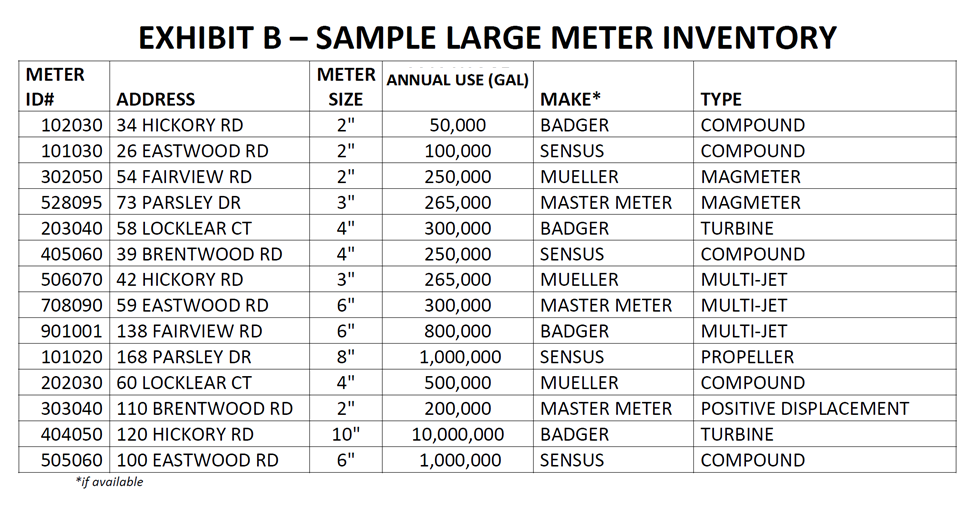 EXHIBIT B – SAMPLE LARGE METER INVENTORY
METER ID# ADDRESS METER SIZE ANNUAL USE (GAL) MAKE* TYPE
102030 34 HICKORY RD 2" 50,000 BADGER COMPOUND
101030 26 EASTWOOD RD 2" 100,000 SENSUS COMPOUND
302050 54 FAIRVIEW RD 2" 250,000 MUELLER MAGMETER
528095 73 PARSLEY DR 3" 265,000 MASTER METER MAGMETER
203040 58 LOCKLEAR CT 4" 300,000 BADGER TURBINE
405060 39 BRENTWOOD RD 4" 250,000 SENSUS COMPOUND
506070 42 HICKORY RD 3" 265,000 MUELLER MULTI-JET
708090 59 EASTWOOD RD 6" 300,000 MASTER METER MULTI-JET
901001 138 FAIRVIEW RD 6" 800,000 BADGER MULTI-JET
101020 168 PARSLEY DR 8" 1,000,000 SENSUS PROPELLER
202030 60 LOCKLEAR CT 4" 500,000 MUELLER COMPOUND
303040 110 BRENTWOOD RD 2" 200,000 MASTER METER POSITIVE DISPLACEMENT
404050 120 HICKORY RD 10" 10,000,000 BADGER TURBINE
505060 100 EASTWOOD RD 6" 1,000,000 SENSUS COMPOUND
*if available